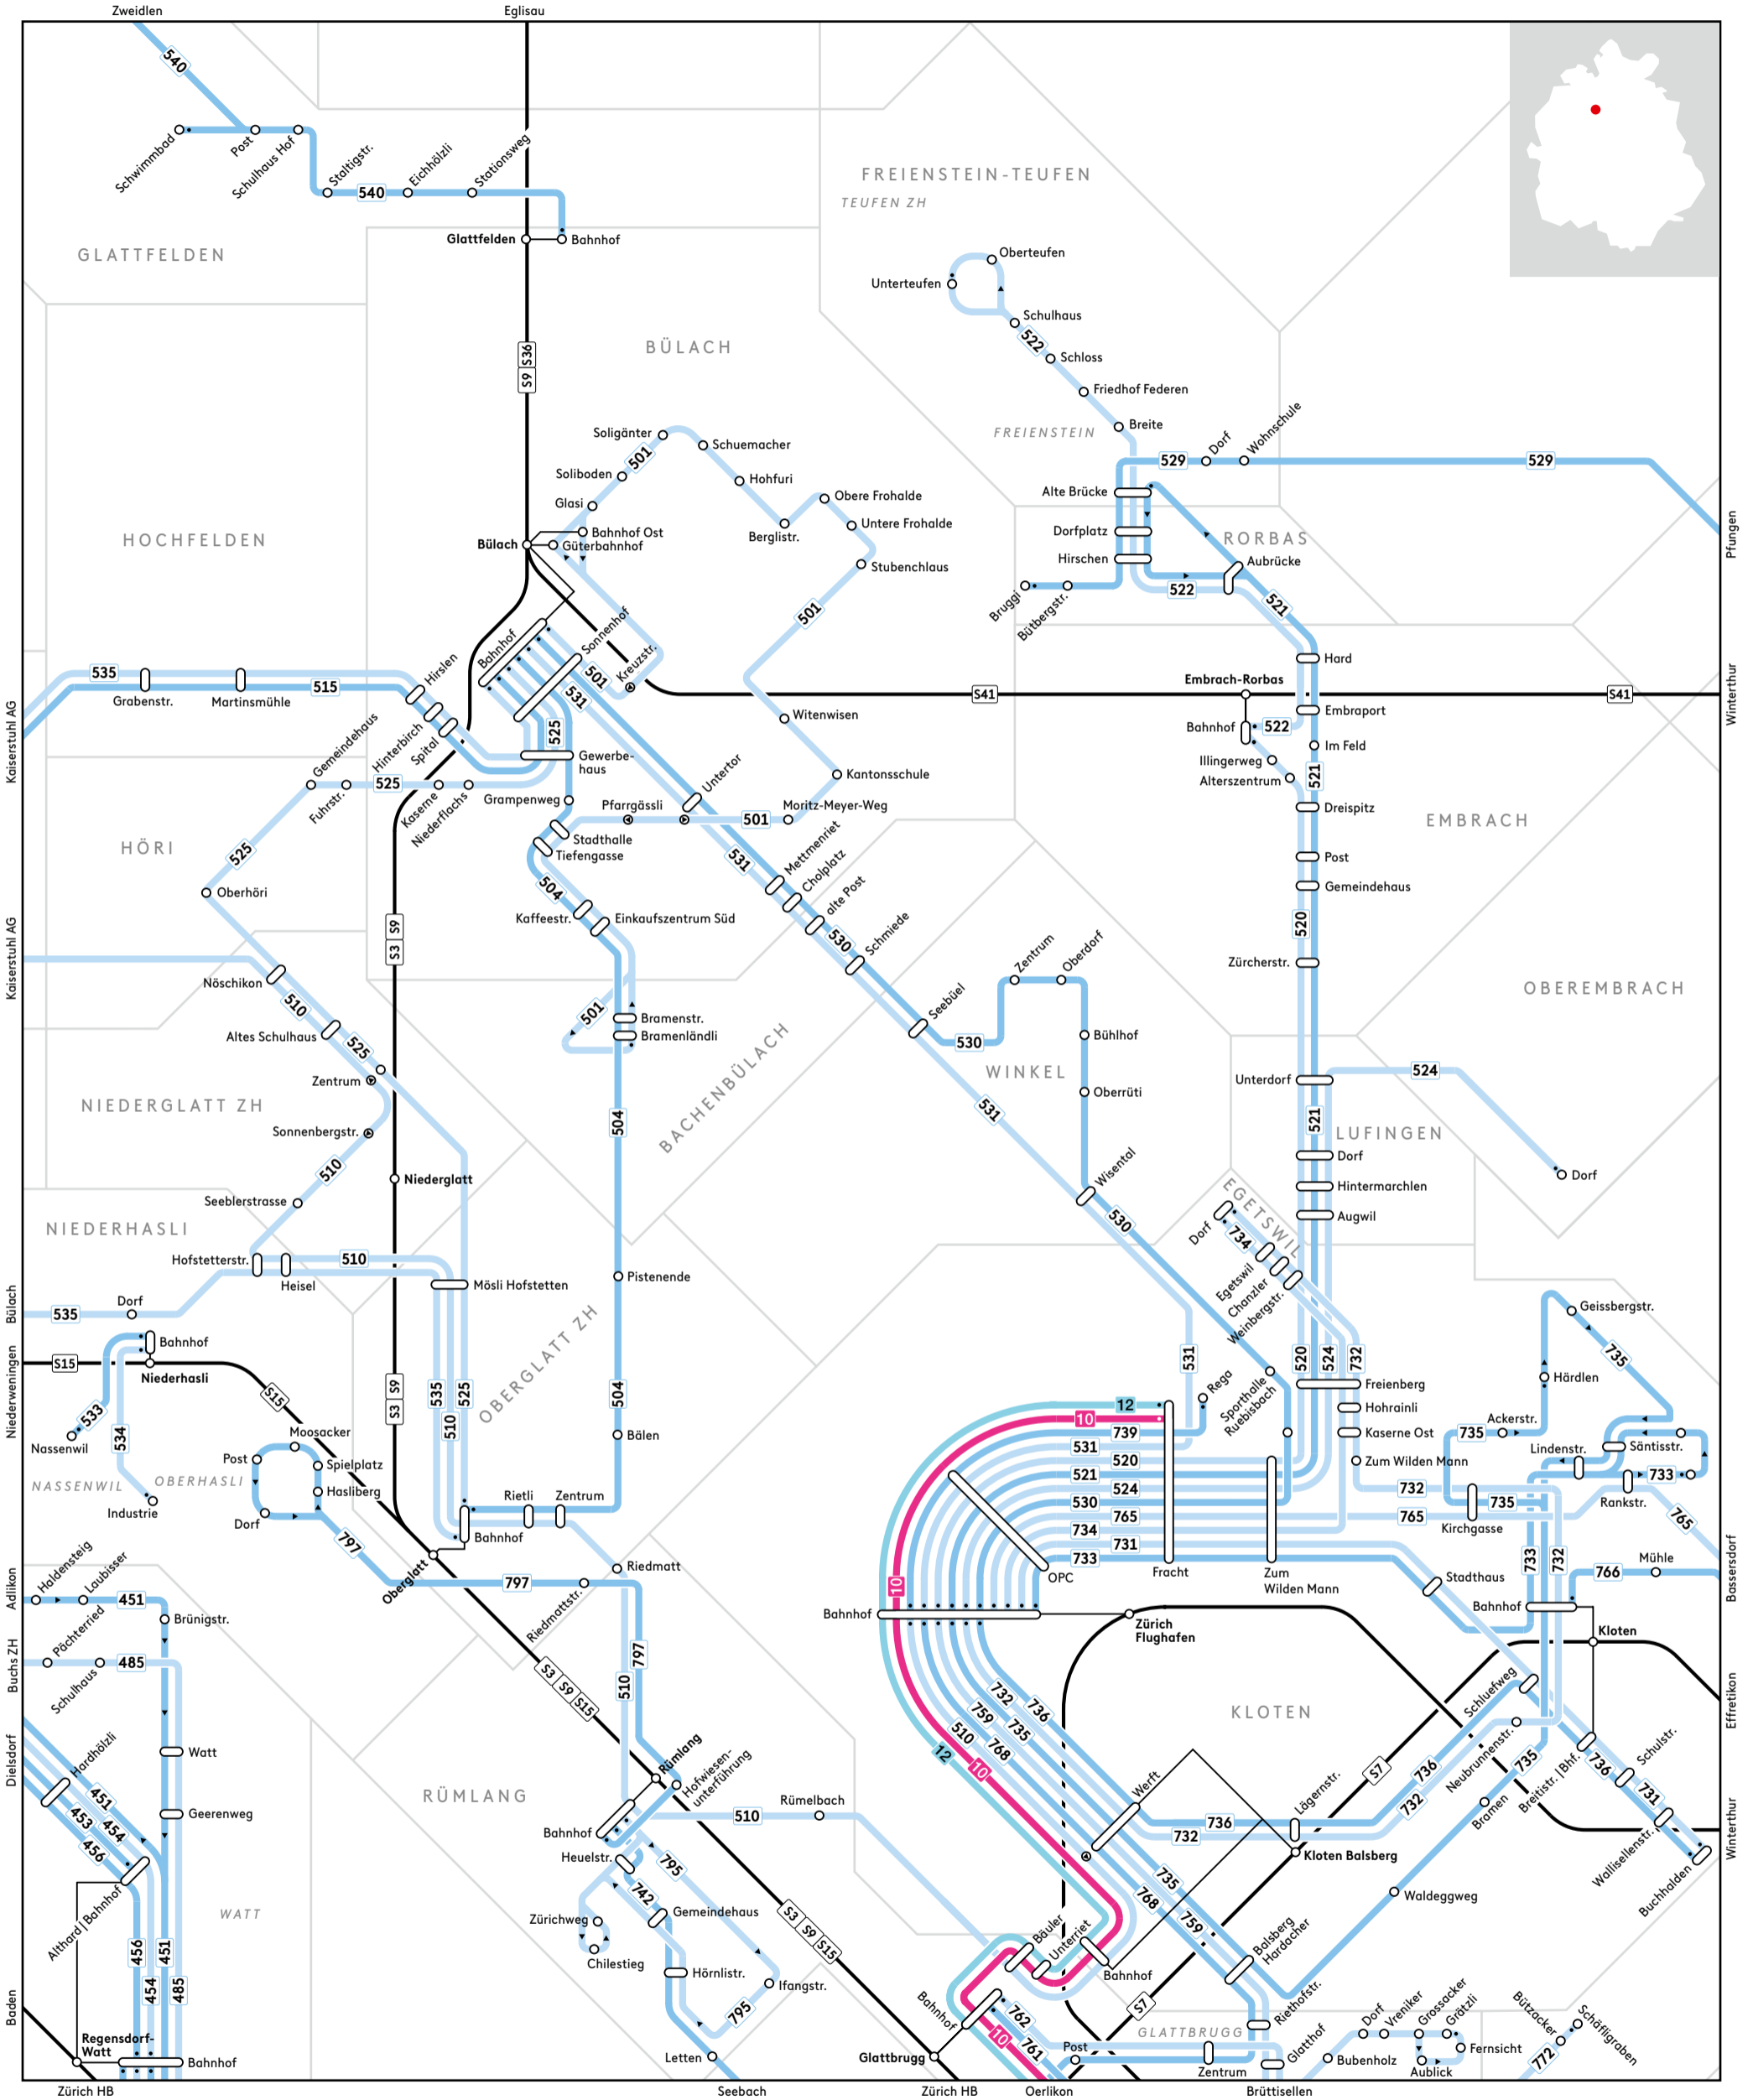 Zweidlen
Eglisau
540
Schwimmbad
Post
Schulhaus Hof
Staltigstr.
540
Eichhölzli
Stationsweg
Glattfelden
Bahnhof
GLATTFELDEN
FREIENSTEIN-TEUFEN
TEUFEN ZH
Oberteufen
Unterteufen
Schulhaus
522
Schloss
Friedhof Federen
Breite
FREIENSTEIN
S9 S36
BÜLACH
Soligänter
501
Schuemacher
Soliboden
Hohfuri
Glasi
Obere Frohalde
Berglistr.
Untere Frohalde
Bahnhof Ost
Bülach
Güterbahnhof
Stubenchlaus
501
HOCHFELDEN
529
Dorf
Wohnschule
529
Pfungen
Alte Brücke
Dorfplatz
RORBAS
Hirschen
Aubrücke
Bruggi
Bütbergstr.
522
521
Hard
Embrach-Rorbas
S41
S41
Winterthur
Bahnhof
522
Embraport
Im Feld
Illingerweg
Alterszentrum
521
Dreispitz
EMBRACH
Post
Gemeindehaus
520
Zürcherstr.
OBEREMBRACH
535
Grabenstr.
Martinsmühle
515
Kaiserstuhl AG
Hirslen
Hinterbirch
Spital
Bahnhof
Sonnenhof
501
531
Kreuzstr.
525
Gewerbe-
haus
Witenwisen
Gemeindehaus
Fuhrstr.
525
Kaserne
Niederflachs
Grampenweg
Pfarrgässli
Untertor
501
Moritz-Meyer-Weg
Kantonsschule
Stadthalle
Tiefengasse
HÖRI
525
Oberhöri
504
Kaffeestr.
Einkaufszentrum Süd
531
Mettmenriet
Cholplatz
alte Post
530
Schmiede
Kaiserstuhl AG
S3 S9
Nöschikon
510
Altes Schulhaus
525
Zentrum
NIEDERGLATT ZH
Sonnenbergstr.
510
Seeblerstrasse
501
Bramenstr.
Bramenländli
BACHENBÜLACH
504
Seebüel
530
Zentrum
Oberdorf
Bühlhof
WINKEL
Oberrüti
531
Wisental
530
Unterdorf
524
521
LUFINGEN
Dorf
Dorf
Hintermarchlen
Augwil
EGETSWIL
Dorf
734
Egetswil
Chanzler
Weinbergstr.
Niederglatt
NIEDERHASLI
Hofstetterstr.
510
Heisel
Mösli Hofstetten
Pistenende
Bülach
535
Dorf
Bahnhof
S15
Niederhasli
S15
Niederweningen
533
Nassenwil
534
NASSENWIL
OBERHASLI
Industrie
Moosacker
Post
Spielplatz
Hasliberg
Dorf
797
S3 S9
535
510
525
OBERGLATT ZH
504
Bälen
Rietli
Zentrum
Bahnhof
Oberglatt
797
Riedmatt
Riedmattstr.
531
Rega
Sporthalle
Ruebisbach
520
524
732
Freienberg
Hohrainli
Kaserne Ost
Zum Wilden Mann
12
10
739
531
520
521
524
530
765
734
731
733
OPC
Fracht
Zum
Wilden Mann
732
765
Kirchgasse
735
Ackerstr.
735
Härdlen
Geissbergstr.
735
Lindenstr.
Säntisstr.
733
Rankstr.
765
733
732
766
Mühle
Bassersdorf
Stadthaus
Bahnhof
Kloten
Bahnhof
10
Zürich
Flughafen
Effretikon
Adlikon
Haldensteig
Laubisser
451
Pächterried
Brünigstr.
Buchs ZH
Schulhaus
485
Watt
Dielsdorf
Hardhölzli
451
453
454
456
Geerenweg
Althard | Bahnhof
WATT
456
454
451
485
Boden
Regensdorf-
Watt
Bahnhof
Zürich HB
S3 S9 S15
510
797
RÜMLANG
Rümlang
Hofwiesen-
unterführung
510
Rümelbach
Bahnhof
Heuelstr.
795
742
Gemeindehaus
Zürichweg
Chilestieg
Hörnlistr.
Ifangstr.
795
S3 S9 S15
Letten
Seebach
732
736
759
735
510
768
12
10
KLOTEN
Schluefweg
Neubrunnenstr.
S7
736
732
735
Breitistr. | Bhf.
736
Schulstr.
731
Wallisellenstr.
Buchhalden
Winterthur
Werft
736
732
Lägernstr.
Kloten Balsberg
Bramen
Waldeggweg
735
768
759
Balsberg
Hardacher
Bäuler
Unterriet
Bahnhof
S7
Riethofstr.
Bahnhof
762
10
761
GLATTBRUGG
Post
Zentrum
Glatthof
Glattbrugg
Zürich HB
Oerlikon
Brüttisellen
Bubenholz
Dorf
Vreniker
Grossacker
Grätzli
Fernsicht
Aublick
Bützacker
Schäfligraben
772